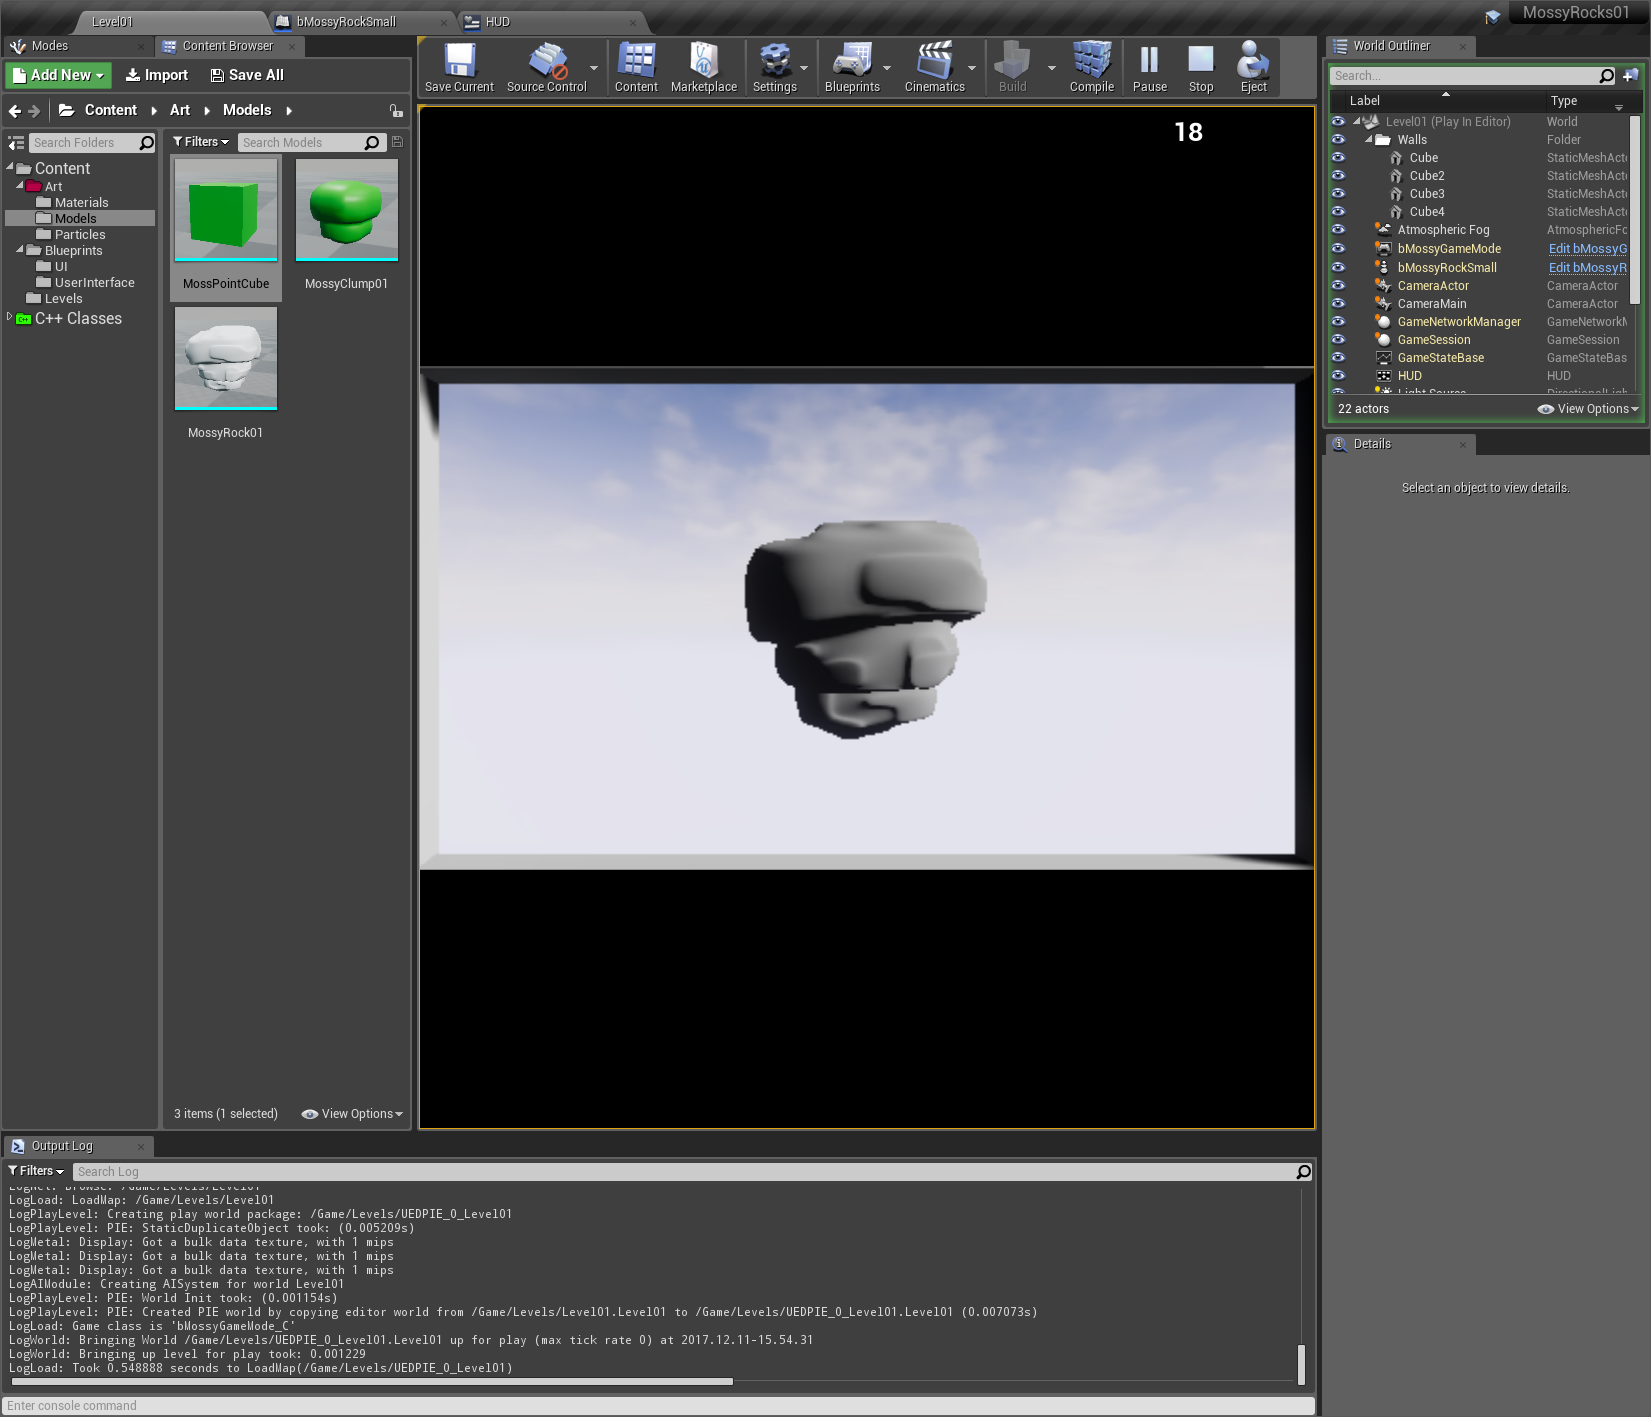 Level01
bMossyRockSmall
HUD
MossyRocks01
Modes
Content Browser
Add New
Import
Save All
Content
Art
Models
Search Folders
Filters
Search Models
Content
Art
Materials
Models
Particles
Blueprints
UI
UserInterface
Levels
C++ Classes
MossPointCube
MossyClump01
MossyRock01
3 items (1 selected)
View Options
Save Current
Source Control
Content
Marketplace
Settings
Blueprints
Cinematics
Build
Compile
Pause
Stop
Eject
18
World Outliner
Search...
Label Type
Level01 (Play In Editor) World
Walls Folder
Cube StaticMeshAct
Cube2 StaticMeshAct
Cube3 StaticMeshAct
Cube4 StaticMeshAct
Atmospheric Fog AtmosphericFo
bMossyGameMode Edit bMossyG
bMossyRockSmall Edit bMossyR
CameraActor CameraActor
CameraMain CameraActor
GameNetworkManager GameNetworkM
GameSession GameSession
GameStateBase GameStateBas
HUD HUD
Light Source DirectionalLigh
22 actors
View Options
Details
Select an object to view details.
Output Log
Filters
Search Log
LogNet: Browse: /Game/Levels/Level01
LogLoad: LoadMap: /Game/Levels/Level01
LogPlayLevel: Creating play world package: /Game/Levels/UEDPIE_0_Level01
LogPlayLevel: PIE: StaticDuplicateObject took: (0.005209s)
LogMetal: Display: Got a bulk data texture, with 1 mips
LogMetal: Display: Got a bulk data texture, with 1 mips
LogMetal: Display: Got a bulk data texture, with 1 mips
LogAIModule: Creating AISystem for world Level01
LogPlayLevel: PIE: World Init took: (0.001154s)
LogPlayLevel: PIE: Created PIE world by copying editor world from /Game/Levels/Level01.Level01 to /Game/Levels/UEDPIE_0_Level01.Level01 (0.007073s)
LogLoad: Game class is 'bMossyGameMode_C'
LogWorld: Bringing World /Game/Levels/UEDPIE_0_Level01.Level01 up for play (max tick rate 0) at 2017.12.11-15.54.31
LogWorld: Bringing up level for play took: 0.001229
LogLoad: Took 0.548888 seconds to LoadMap(/Game/Levels/UEDPIE_0_Level01)
Enter console command